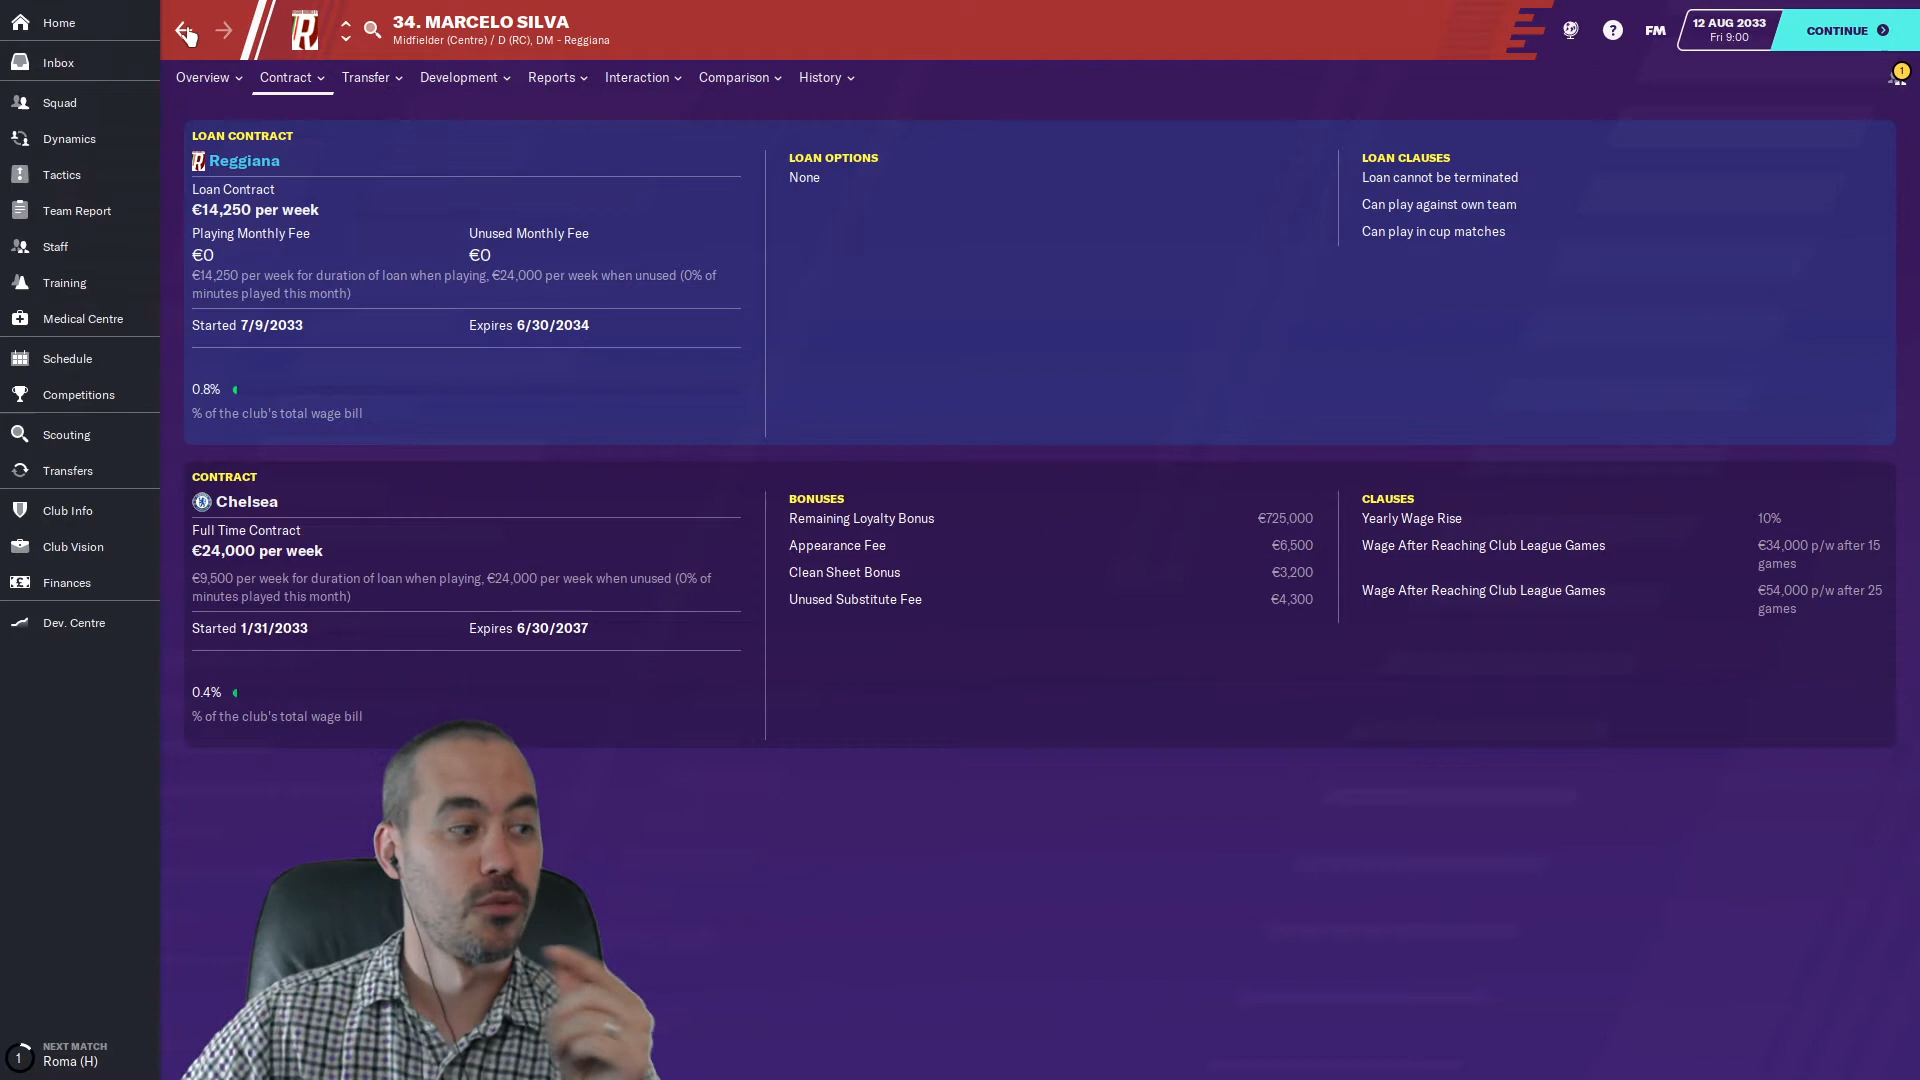 Home
Inbox
Squad
Dynamics
Tactics
Team Report
Staff
Training
Medical Centre
Schedule
Competitions
Scouting
Transfers
Club Info
Club Vision
Finances
Dev. Centre
1
NEXT MATCH
Roma (H)
R
34. MARCELO SILVA
Midfielder (Centre) / D (RC), DM - Reggiana
?
FM
12 AUG 2033
Fri 9:00
CONTINUE
Overview
Contract
Transfer
Development
Reports
Interaction
Comparison
History
1
LOAN CONTRACT
R Reggiana
Loan Contract
€14,250 per week
Playing Monthly Fee
Unused Monthly Fee
€0
€0
€14,250 per week for duration of loan when playing, €24,000 per week when unused (0% of
minutes played this month)
Started 7/9/2033
Expires 6/30/2034
0.8%
% of the club's total wage bill
LOAN OPTIONS
None
LOAN CLAUSES
Loan cannot be terminated
Can play against own team
Can play in cup matches
CONTRACT
Chelsea
Full Time Contract
€24,000 per week
€9,500 per week for duration of loan when playing, €24,000 per week when unused (0% of
minutes played this month)
Started 1/31/2033
Expires 6/30/2037
0.4%
% of the club's total wage bill
BONUSES
Remaining Loyalty Bonus €725,000
Appearance Fee €6,500
Clean Sheet Bonus €3,200
Unused Substitute Fee €4,300
CLAUSES
Yearly Wage Rise 10%
Wage After Reaching Club League Games €34,000 p/w after 15
games
Wage After Reaching Club League Games €54,000 p/w after 25
games